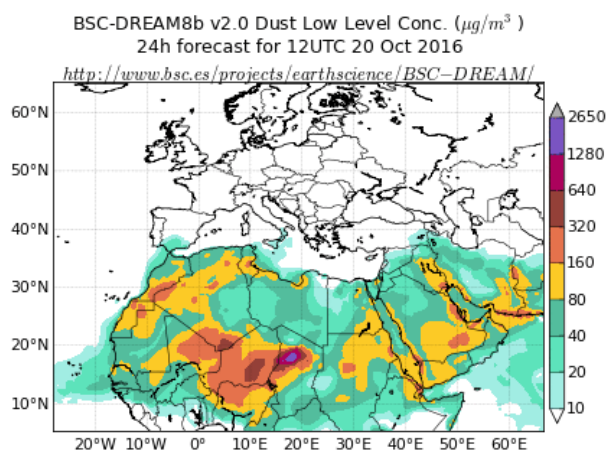 BSC-DREAM8b v2.0 Dust Low Level Conc. (μg/m³ )
24h forecast for 12UTC 20 Oct 2016
http://www.bsc.es/projects/earthscience/BSC−DREAM/
60°N
50°N
40°N
30°N
20°N
10°N
20°W
10°W
0°
10°E
20°E
30°E
40°E
50°E
60°E
2650
1280
640
320
160
80
40
20
10